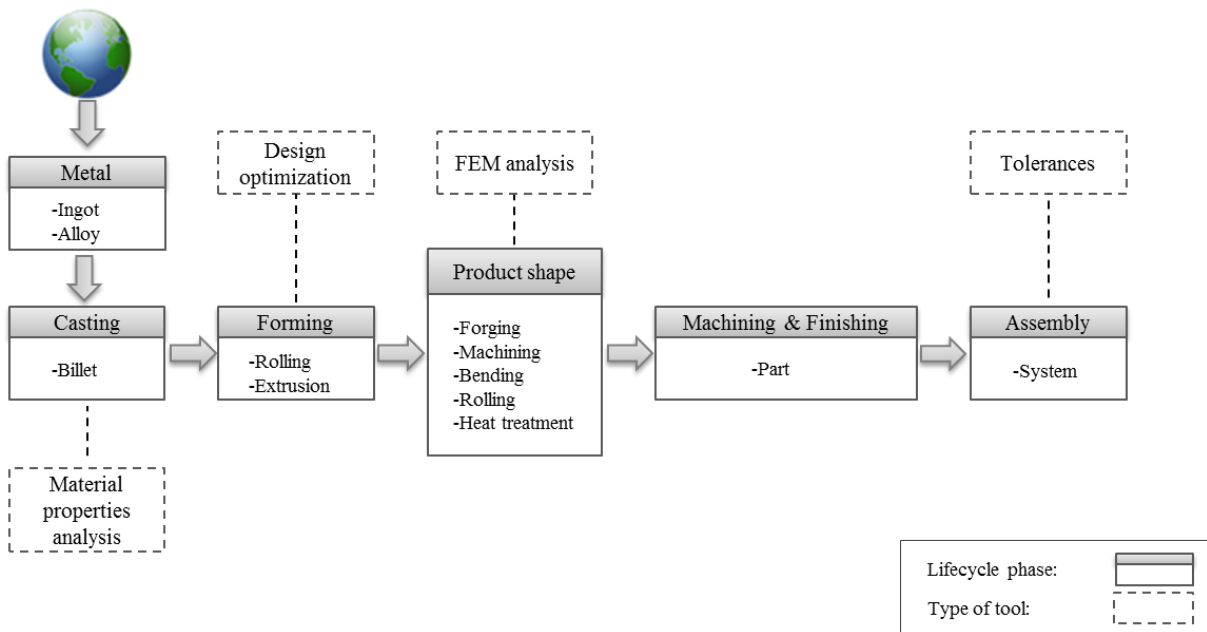 Metal
-Ingot
-Alloy
Casting
-Billet
Material
properties
analysis
Design
optimization
Forming
-Rolling
-Extrusion
FEM analysis
Product shape
-Forging
-Machining
-Bending
-Rolling
-Heat treatment
Machining & Finishing
-Part
Tolerances
Assembly
-System
Lifecycle phase:
Type of tool: